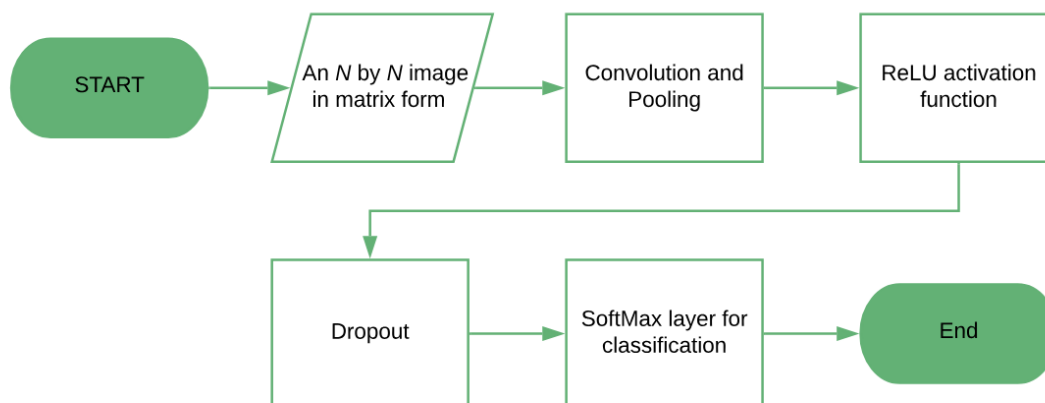 START
An N by N image
in matrix form
Convolution and
Pooling
ReLU activation
function
Dropout
SoftMax layer for
classification
End